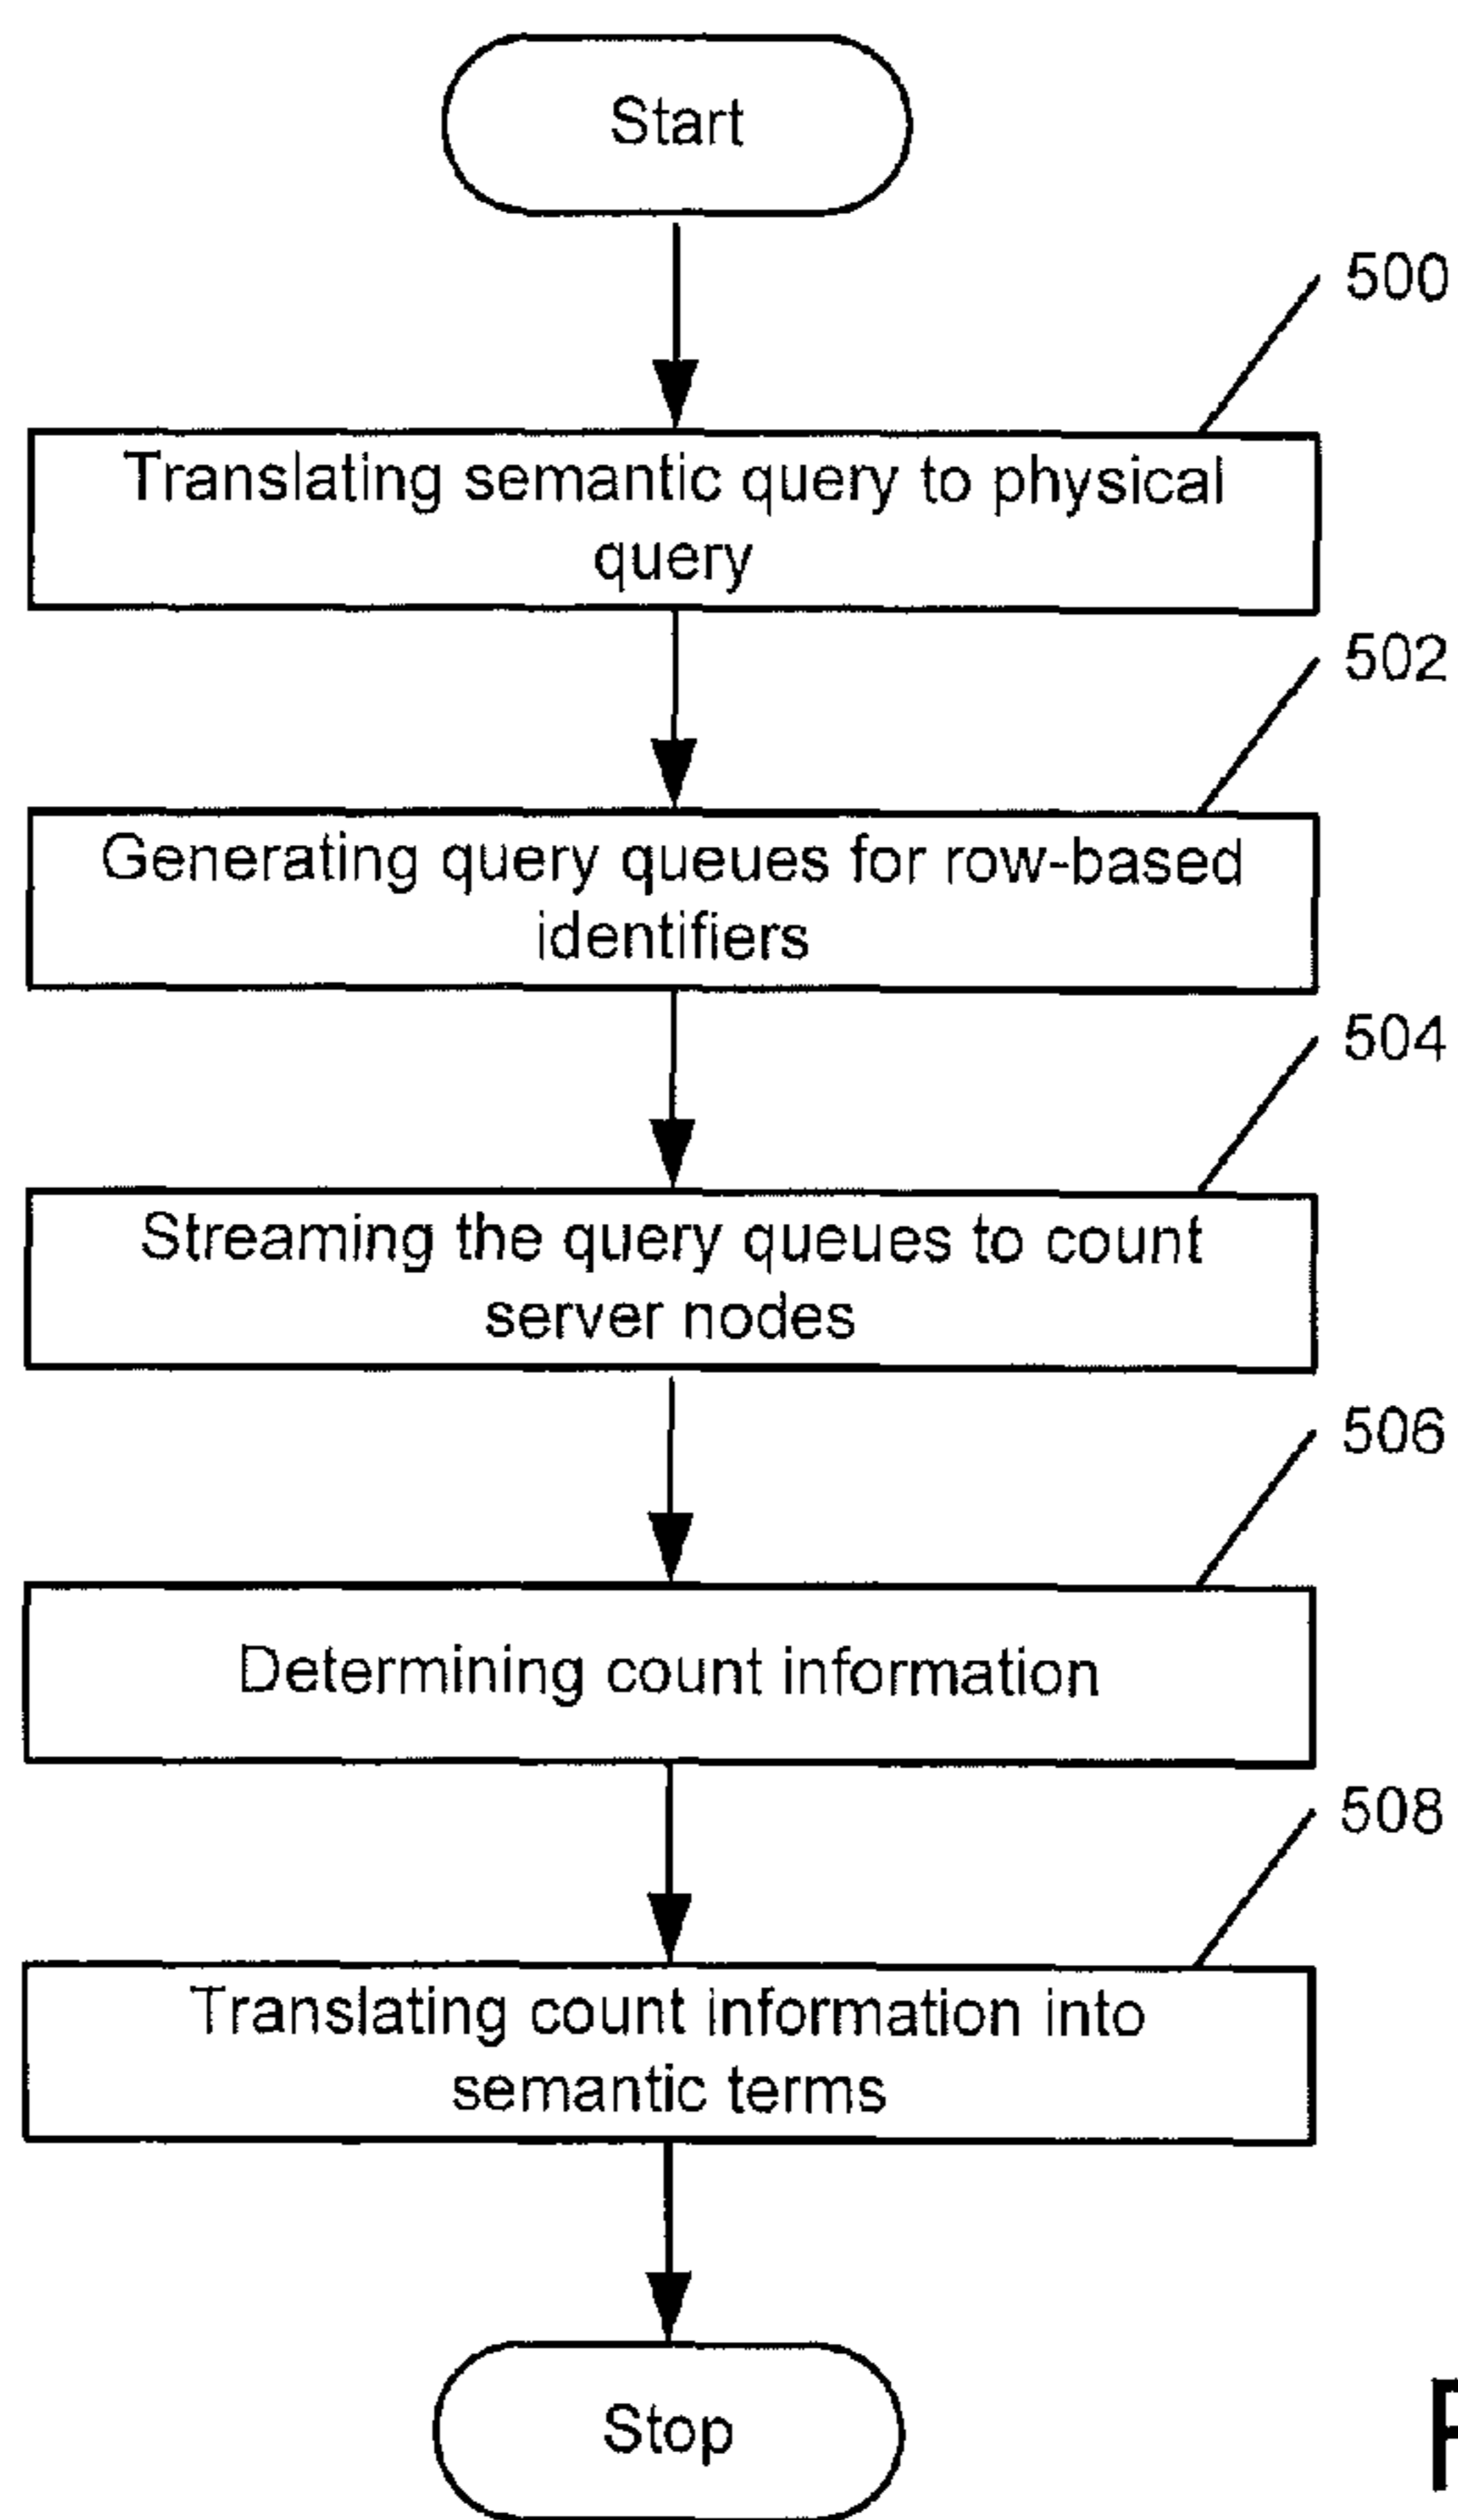 Start
500
Translating semantic query to physical
query
502
Generating query queues for row-based
identifiers
504
Streaming the query queues to count
server nodes
506
Determining count information
508
Translating count information into
semantic terms
Stop